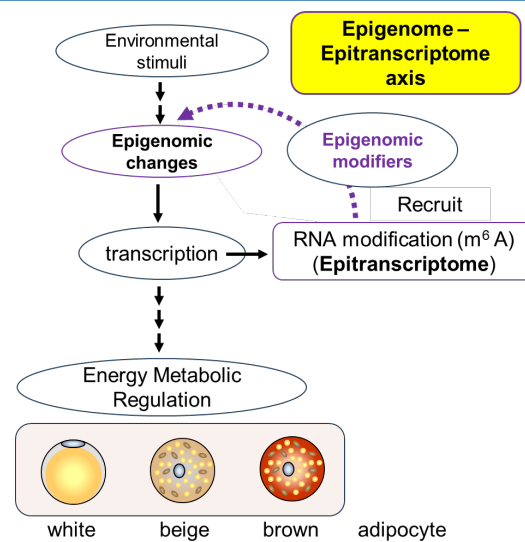 Environmental
stimuli
Epigenome –
Epitranscriptome
axis
Epigenomic
changes
Epigenomic
modifiers
Recruit
transcription
RNA modification (m⁶ A)
(Epitranscriptome)
Energy Metabolic
Regulation
white beige brown adipocyte